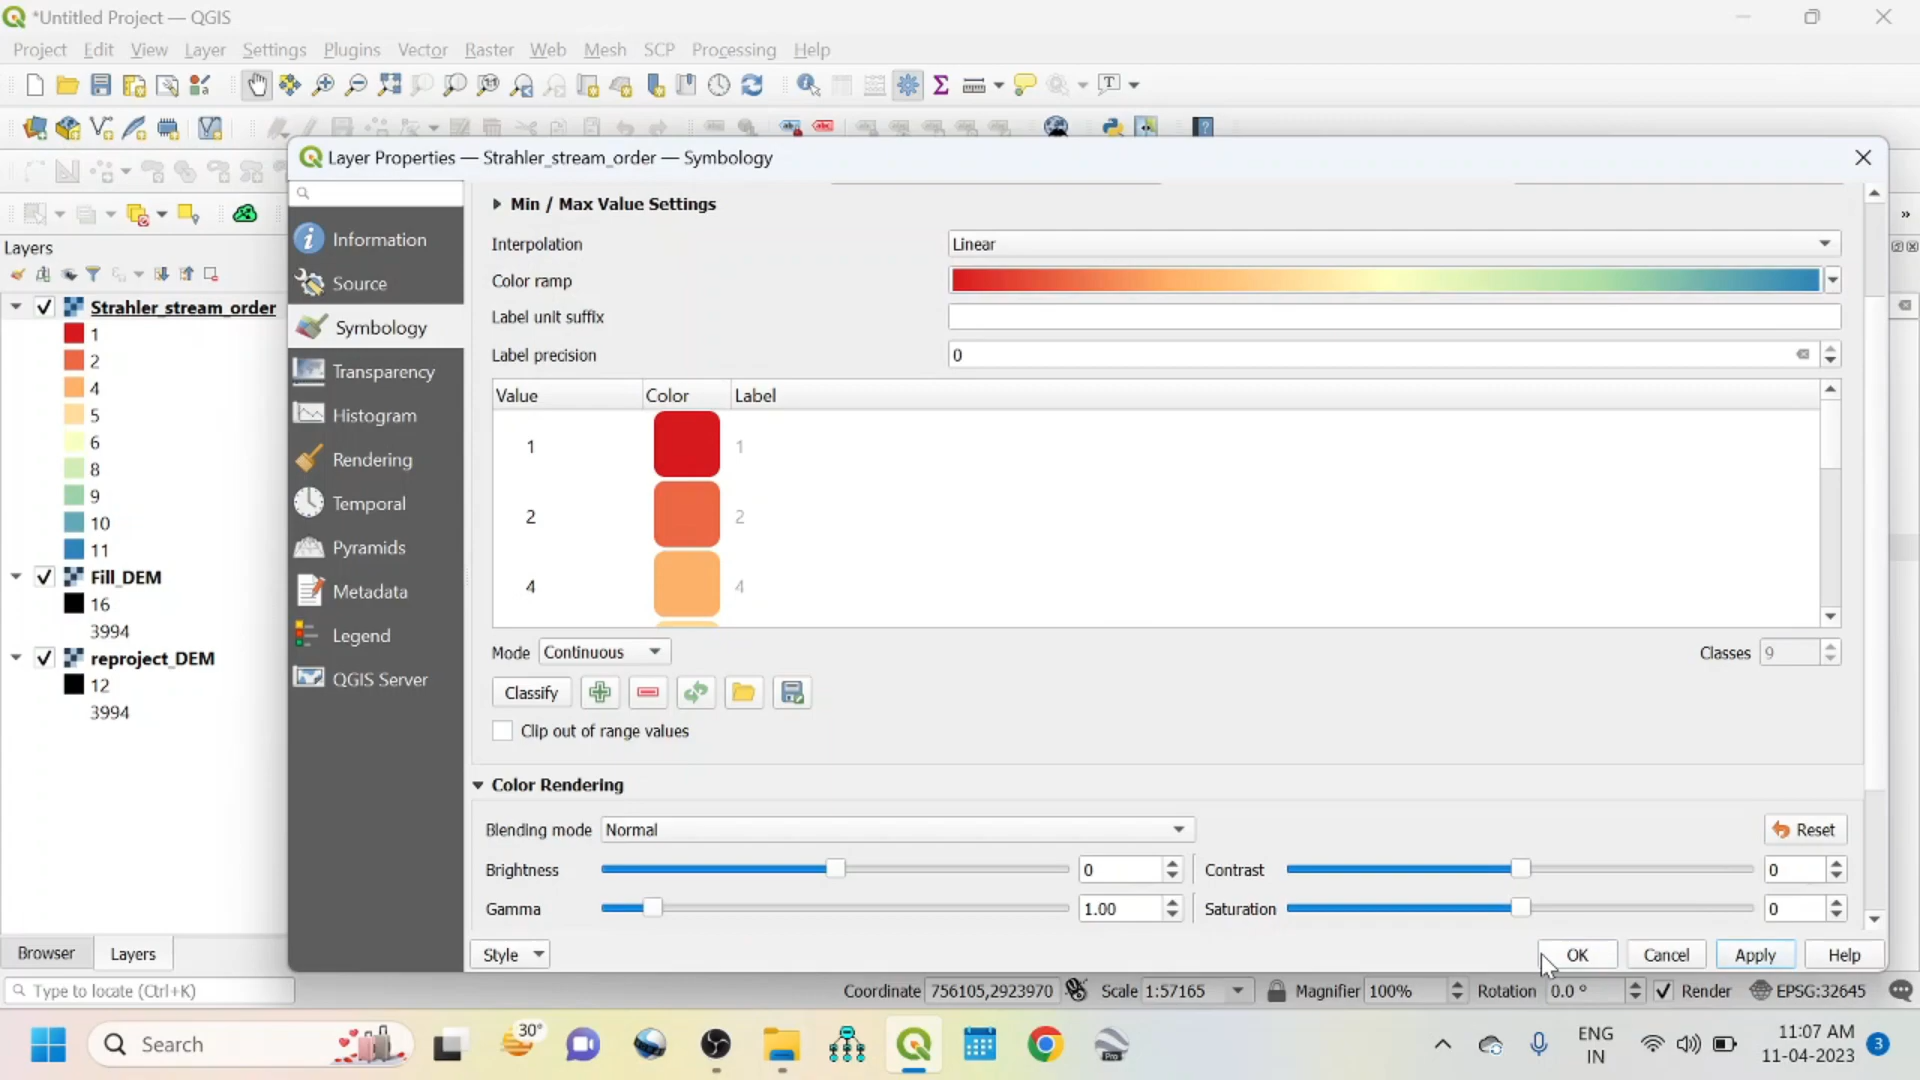 *Untitled Project — QGIS
Project Edit View Layer Settings Plugins Vector Raster Web Mesh SCP Processing Help
Layer Properties — Strahler_stream_order — Symbology
Layers
Strahler_stream_order
1
2
4
5
6
8
9
10
11
Fill_DEM
16
3994
reproject_DEM
12
3994
Browser
Layers
Information
Source
Symbology
Transparency
Histogram
Rendering
Temporal
Pyramids
Metadata
Legend
QGIS Server
Min / Max Value Settings
Interpolation Linear
Color ramp
Label unit suffix
Label precision 0
Value Color Label
1 1
2 2
4 4
Mode Continuous Classes 9
Classify
Clip out of range values
Color Rendering
Blending mode Normal Reset
Brightness 0 Contrast 0
Gamma 1.00 Saturation 0
Style OK Cancel Apply Help
Type to locate (Ctrl+K) Coordinate 756105,2923970 Scale 1:57165 Magnifier 100% Rotation 0.0 ° Render EPSG:32645
Search 30° Pro ENG IN 11:07 AM 11-04-2023 3